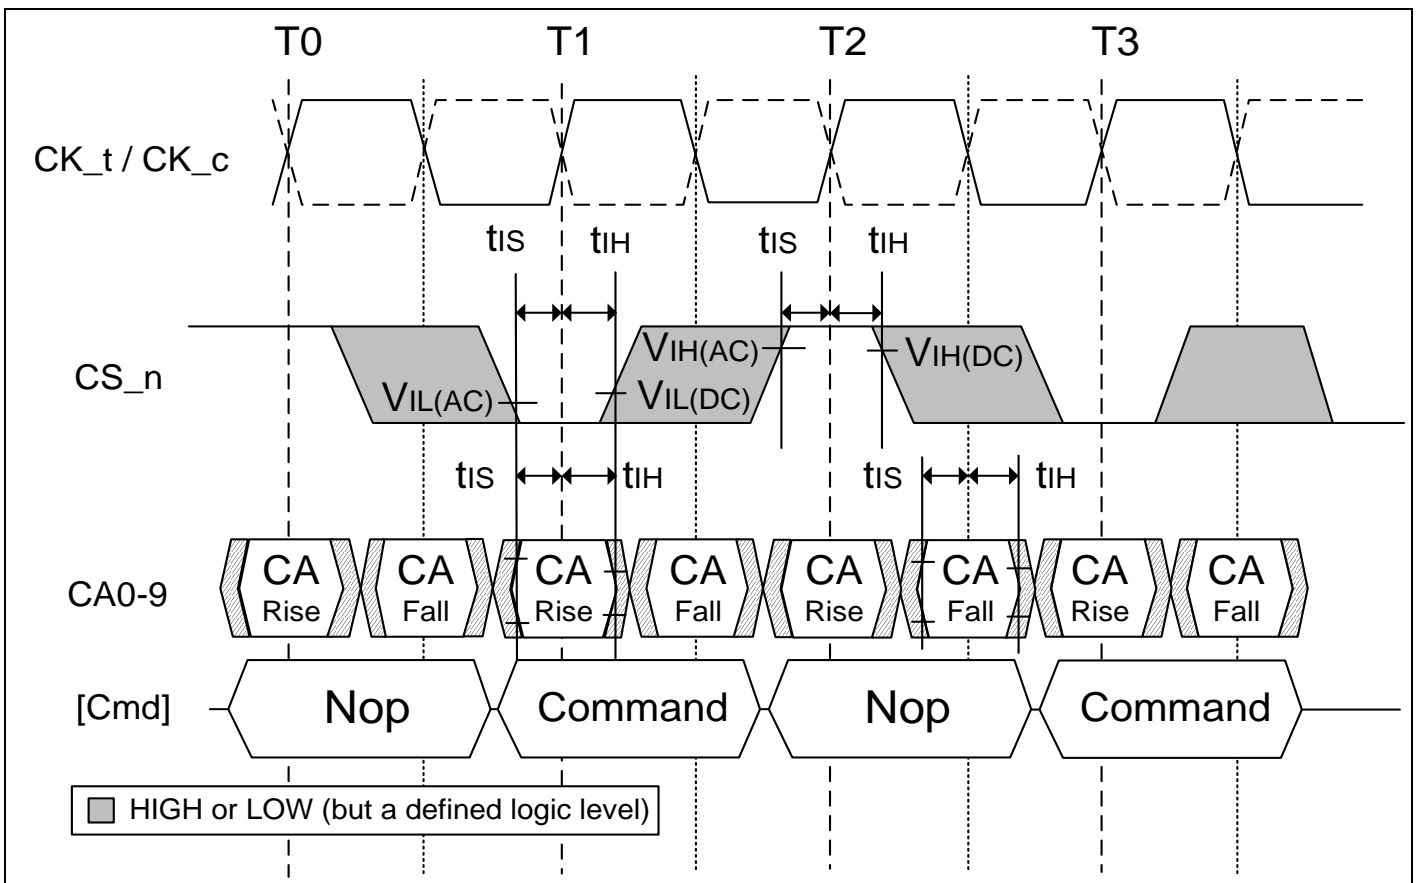 T0 T1 T2 T3
CK_t / CK_c
tIS tIH tIS tIH
CS_n
VIL(AC)
VIH(AC)
VIL(DC)
VIH(DC)
tIS tIH tIS tIH
CA0-9
CA Rise
CA Fall
CA Rise
CA Fall
CA Rise
CA Fall
CA Rise
CA Fall
[Cmd] Nop Command Nop Command
HIGH or LOW (but a defined logic level)